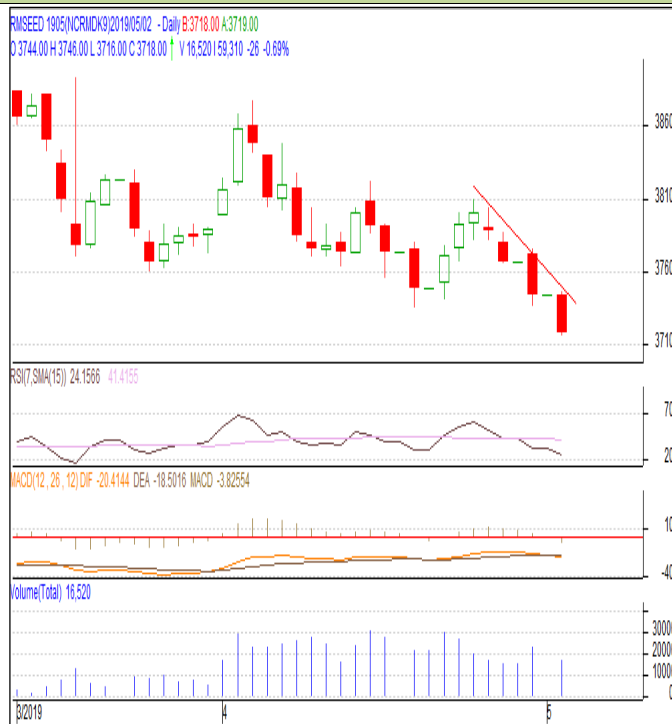 RMSEED 1905(NCRMDK9)2019/05/02 - Daily B:3718.00 A:3719.00
O 3744.00 H 3746.00 L 3716.00 C 3718.00 ↑ V 16,520 I 59,310 -26 -0.69%
3860
3810
3760
3710
RSI(7,SMA(15)) 24.1566 41.4155
70
20
MACD(12 , 26 , 12) DIF -20.4144 DEA -18.5016 MACD -3.82554
10
-40
Volume(Total) 16,520
30000
20000
10000
0
3/2019 4 5